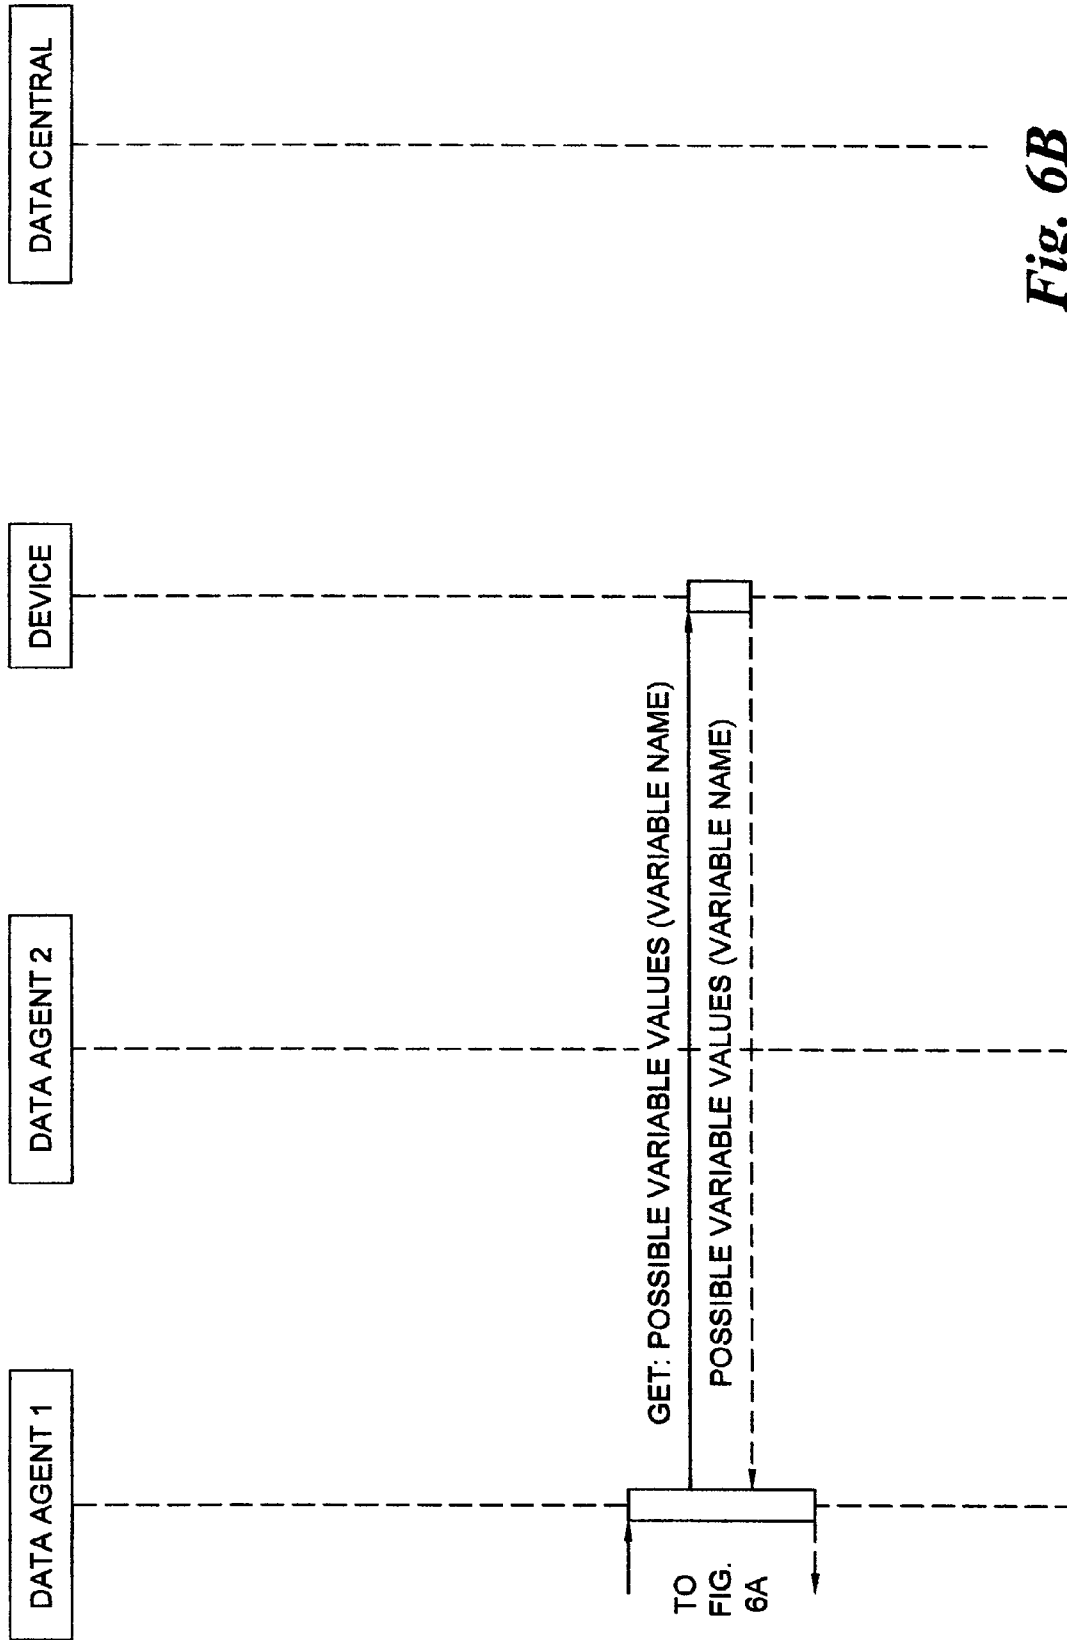 DATA AGENT 1
DATA AGENT 2
DEVICE
DATA CENTRAL
GET: POSSIBLE VARIABLE VALUES (VARIABLE NAME)
POSSIBLE VARIABLE VALUES (VARIABLE NAME)
TO
FIG.
6A
Fig. 6B